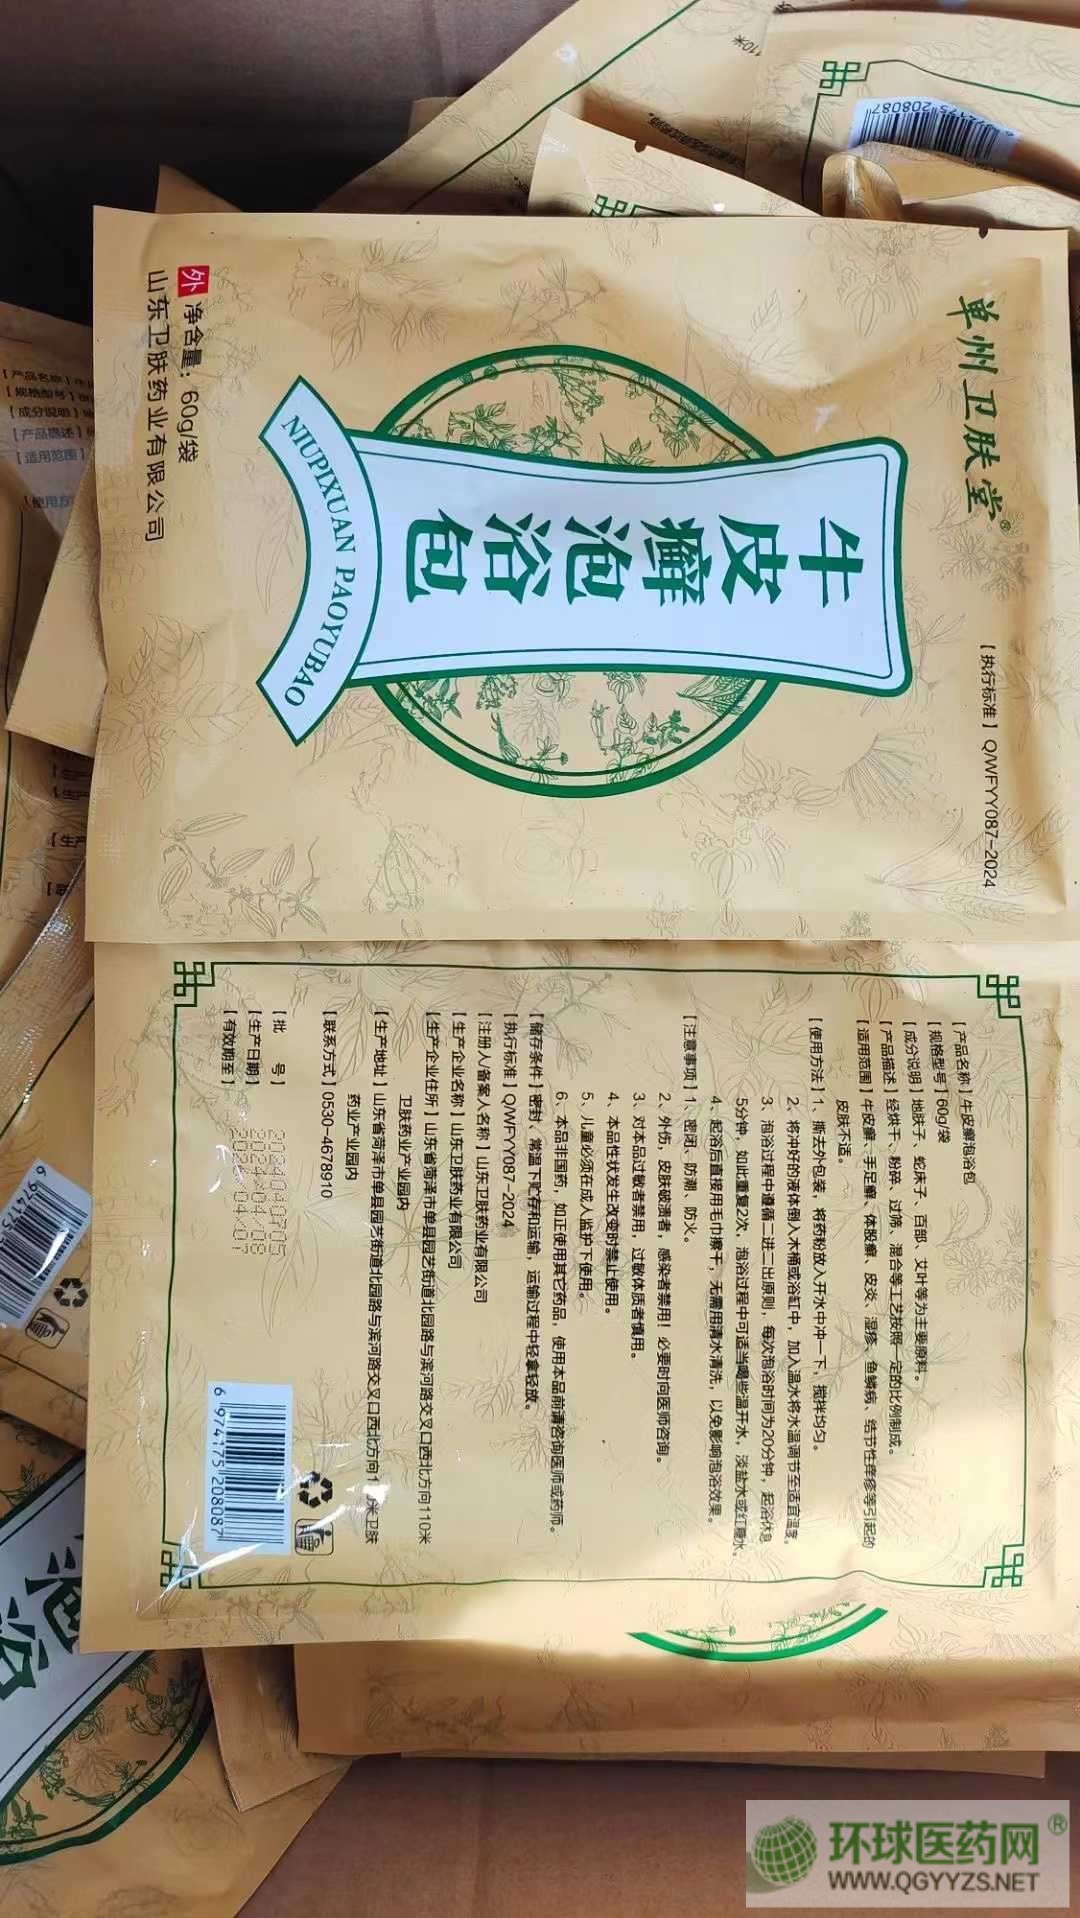 单州卫肤堂®
【执行标准】Q/WFYY087-2024
牛皮癣泡浴包
NIUPIXUAN PAOYUBAO
外 净含量：60g/袋
山东卫肤药业有限公司
【产品名称】牛皮癣泡浴包
【规格型号】60g/袋
【成分说明】地肤子、蛇床子、百部、艾叶等为主要原料。
【产品描述】经烘干、粉碎、过筛、混合等工艺按照一定的比例制成。
【适用范围】牛皮癣、手足癣、体股癣、皮炎、湿疹、鱼鳞病、结节性痒疹等引起的
皮肤不适。
【使用方法】1、撕去外包装，将药粉放入开水中冲一下，搅拌均匀。
2、将冲好的液体倒入木桶或浴缸中，加入温水将水温调节至适宜温度。
3、泡浴过程中遵循一进二出原则，每次泡浴时间为20分钟，起浴休息
5分钟，如此重复2次，泡浴过程中可适当喝些温开水，淡盐水或红糖水。
4、起浴后直接用毛巾擦干，无需用清水清洗，以免影响泡浴效果。
【注意事项】1、密闭、防潮、防火。
2、外伤，皮肤破溃者，感染者禁用！必要时向医师咨询。
3、对本品过敏者禁用，过敏体质者慎用。
4、本品性状发生改变时禁止使用。
5、儿童必须在成人监护下使用。
6、本品非国药，如正使用其它药品，使用本品前请咨询医师或药师。
【储存条件】密封、常温下贮存和运输，运输过程中轻拿轻放。
【执行标准】Q/WFYY087-2024
【注册人/备案人名称】山东卫肤药业有限公司
【生产企业名称】山东卫肤药业有限公司
【生产企业住所】山东省菏泽市单县园艺街道北园路与滨河路交叉口西北方向110米
卫肤药业产业园内
【生产地址】山东省菏泽市单县园艺街道北园路与滨河路交叉口西北方向110米卫肤
药业产业园内
【联系方式】0530-4678910
【批 号】
【生产日期】2024/04/08
【有效期至】2026/04/07
6 974175 208087
环球医药网®
WWW.QGYYZS.NET